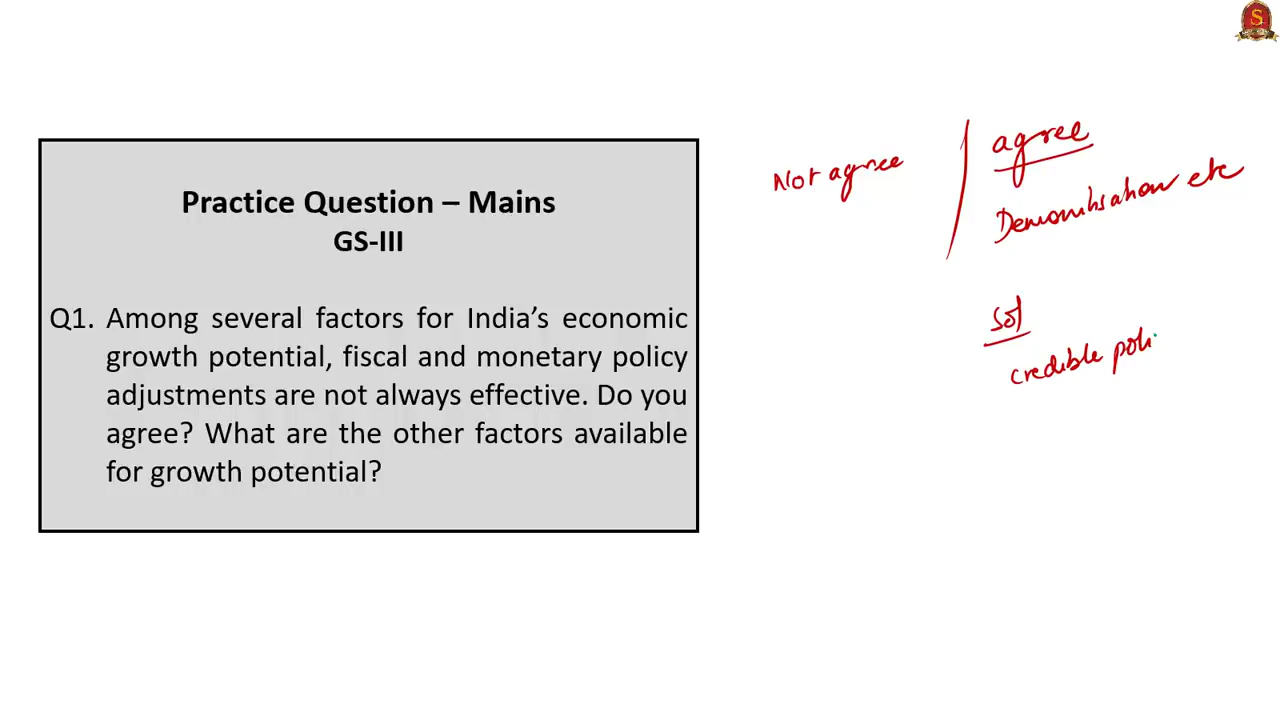 Practice Question – Mains
GS-III
Q1. Among several factors for India's economic
growth potential, fiscal and monetary policy
adjustments are not always effective. Do you
agree? What are the other factors available
for growth potential?
Not agree
agree
Demonitisation etc
Sol
credible poli
S